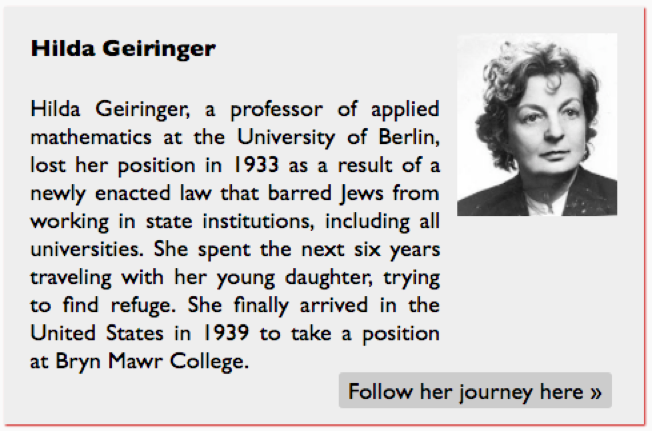 Hilda Geiringer
Hilda Geiringer, a professor of applied
mathematics at the University of Berlin,
lost her position in 1933 as a result of a
newly enacted law that barred Jews from
working in state institutions, including all
universities. She spent the next six years
traveling with her young daughter, trying
to find refuge. She finally arrived in the
United States in 1939 to take a position
at Bryn Mawr College.
Follow her journey here »